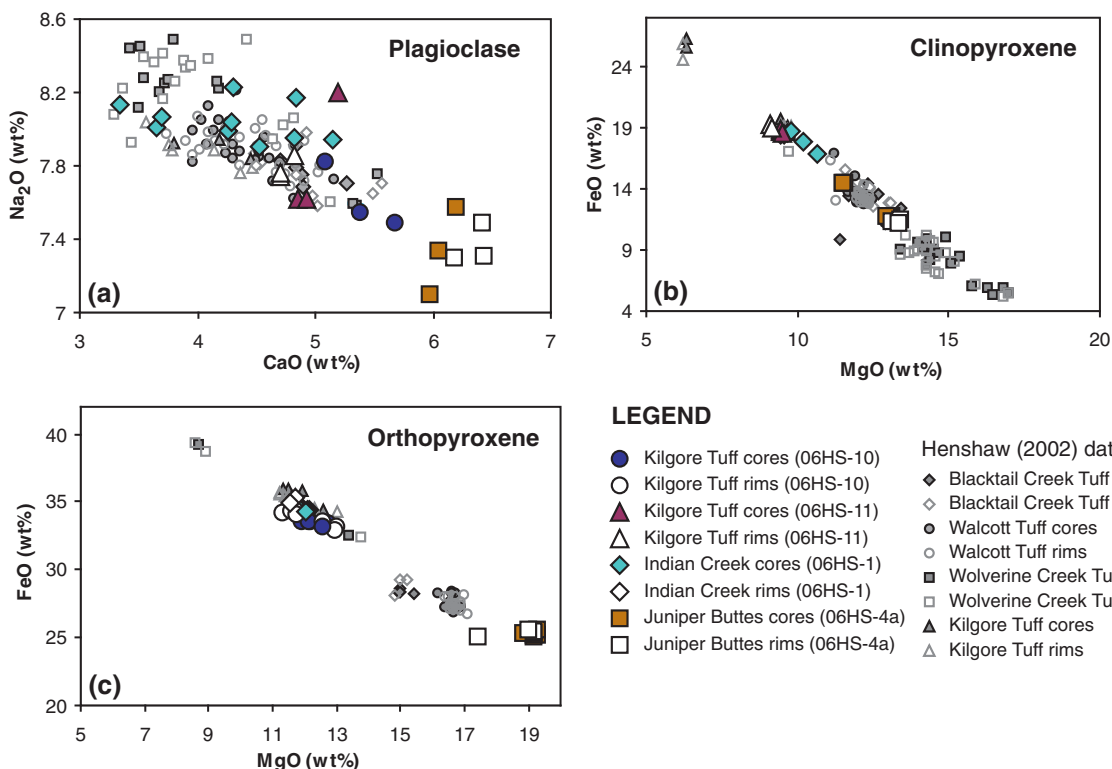 8.6
8.2
7.8
7.4
7
Na2O (wt%)
Plagioclase
(a)
3 4 5 6 7
CaO (wt%)
24
19
14
9
4
FeO (wt%)
Clinopyroxene
(b)
5 10 15 20
MgO (wt%)
40
35
30
25
20
FeO (wt%)
Orthopyroxene
(c)
5 7 9 11 13 15 17 19
MgO (wt%)
LEGEND
Kilgore Tuff cores (06HS-10)
Kilgore Tuff rims (06HS-10)
Kilgore Tuff cores (06HS-11)
Kilgore Tuff rims (06HS-11)
Indian Creek cores (06HS-1)
Indian Creek rims (06HS-1)
Juniper Buttes cores (06HS-4a)
Juniper Buttes rims (06HS-4a)
Henshaw (2002) dat
Blacktail Creek Tuff
Blacktail Creek Tuff
Walcott Tuff cores
Walcott Tuff rims
Wolverine Creek Tu
Wolverine Creek Tu
Kilgore Tuff cores
Kilgore Tuff rims